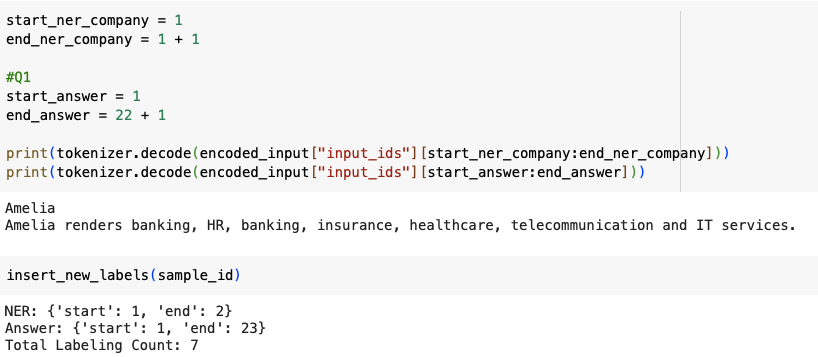 start_ner_company = 1
end_ner_company = 1 + 1
#Q1
start_answer = 1
end_answer = 22 + 1
print(tokenizer.decode(encoded_input["input_ids"][start_ner_company:end_ner_company]))
print(tokenizer.decode(encoded_input["input_ids"][start_answer:end_answer]))
Amelia
Amelia renders banking, HR, banking, insurance, healthcare, telecommunication and IT services.
insert_new_labels(sample_id)
NER: {'start': 1, 'end': 2}
Answer: {'start': 1, 'end': 23}
Total Labeling Count: 7